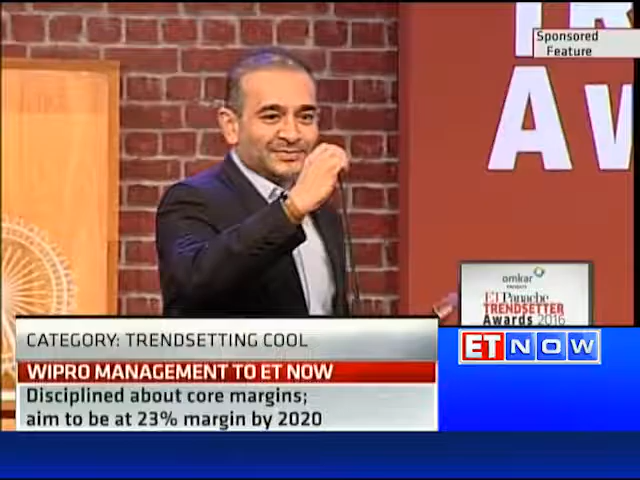 Sponsored
Feature
TR
AW
omkar
PRESENTS
ET Panache
TRENDSETTER
Awards 2016
CATEGORY: TRENDSETTING COOL
ET NOW
WIPRO MANAGEMENT TO ET NOW
Disciplined about core margins;
aim to be at 23% margin by 2020